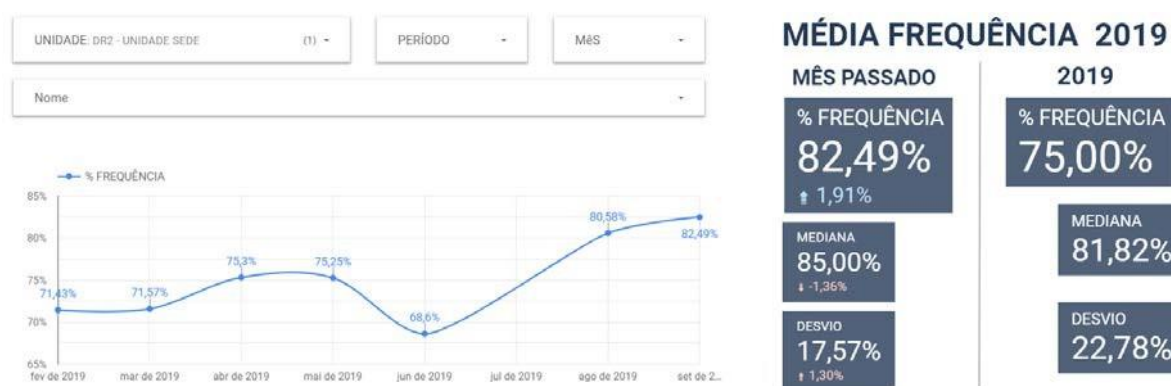 UNIDADE: DR2 - UNIDADE SEDE (1)
PERÍODO
MêS
Nome
% FREQUÊNCIA
85%
80%
75%
70%
65%
71,43%
71,57%
75,3%
75,25%
68,6%
80,58%
82,49%
fev de 2019
mar de 2019
abr de 2019
mai de 2019
jun de 2019
jul de 2019
ago de 2019
set de 2...
MÉDIA FREQUÊNCIA 2019
MÊS PASSADO
% FREQUÊNCIA
82,49%
1,91%
MEDIANA
85,00%
-1,36%
DESVIO
17,57%
1,30%
2019
% FREQUÊNCIA
75,00%
MEDIANA
81,82%
DESVIO
22,78%